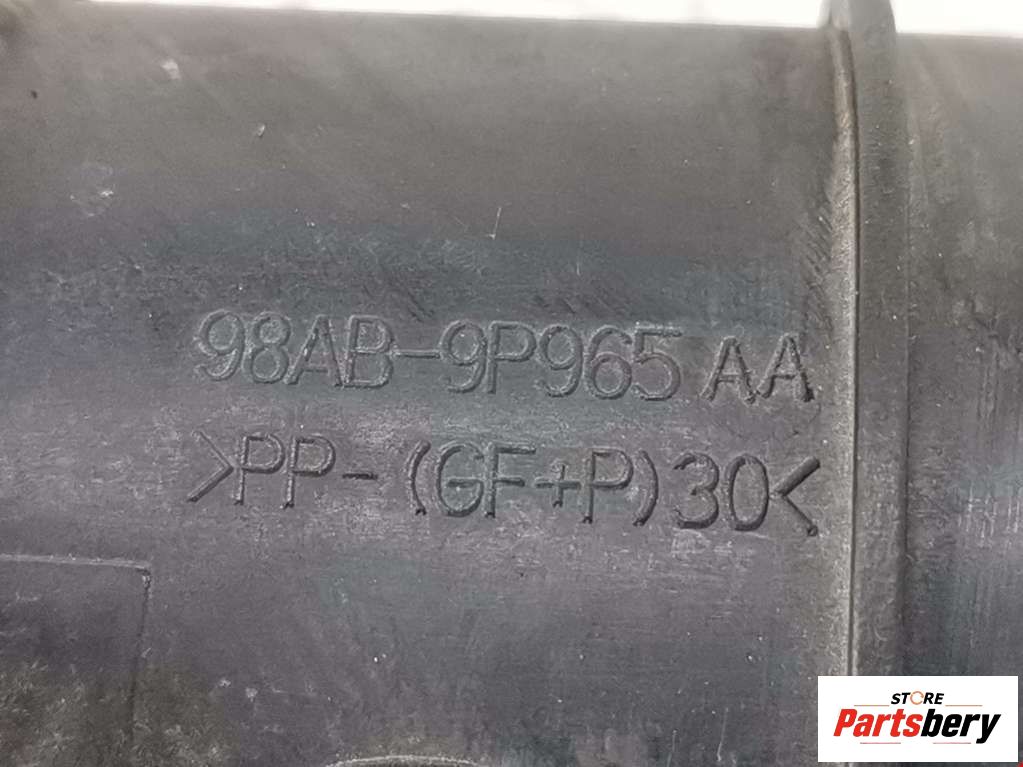 98AB-9P965 AA
>PP-(GF+P)30<
STORE
Partsbery